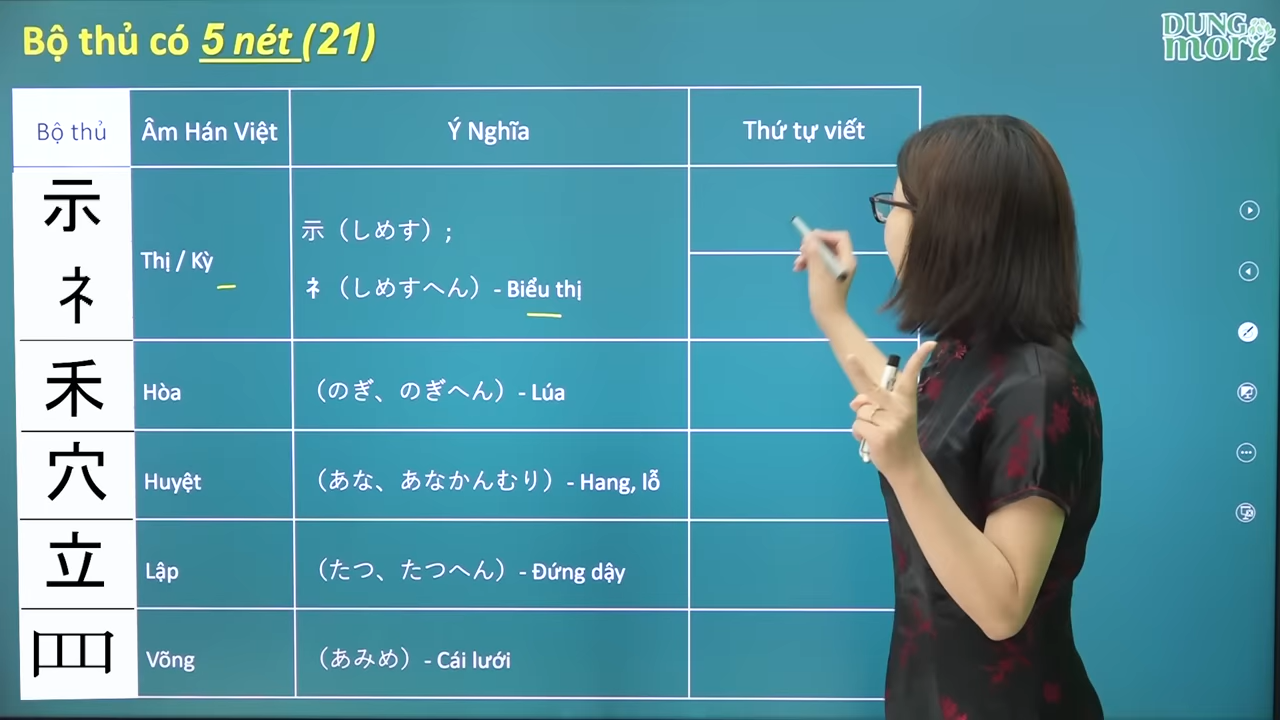 Bộ thủ có 5 nét (21)
DUNG
mori
Bộ thủ
Âm Hán Việt
Ý Nghĩa
Thứ tự viết
示
礻
Thị / Kỳ
示（しめす）;
礻（しめすへん）- Biểu thị
禾
Hòa
（のぎ、のぎへん）- Lúa
穴
Huyệt
（あな、あなかんむり）- Hang, lỗ
立
Lập
（たつ、たつへん）- Đứng dậy
罒
Võng
（あみめ）- Cái lưới